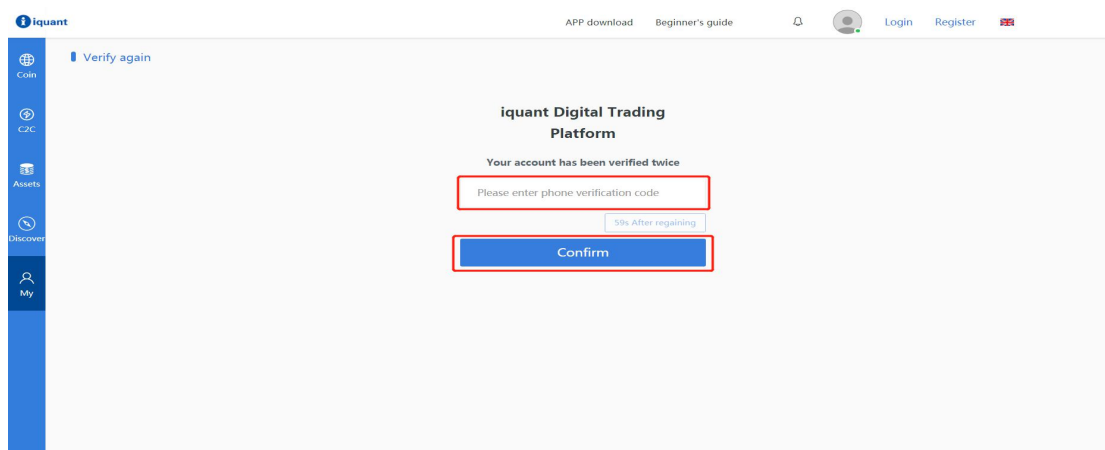 iquant
APP download Beginner's guide Login Register
Verify again
Coin
C2C
Assets
Discover
My
iquant Digital Trading
Platform
Your account has been verified twice
Please enter phone verification code
59s After regaining
Confirm